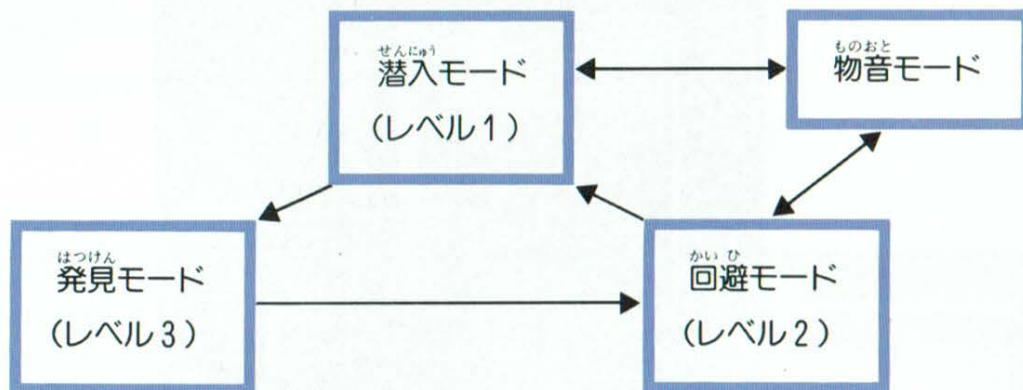 せんにゅう
潜入モード
(レベル1)
ものおと
物音モード
はっけん
発見モード
(レベル3)
かいひ
回避モード
(レベル2)